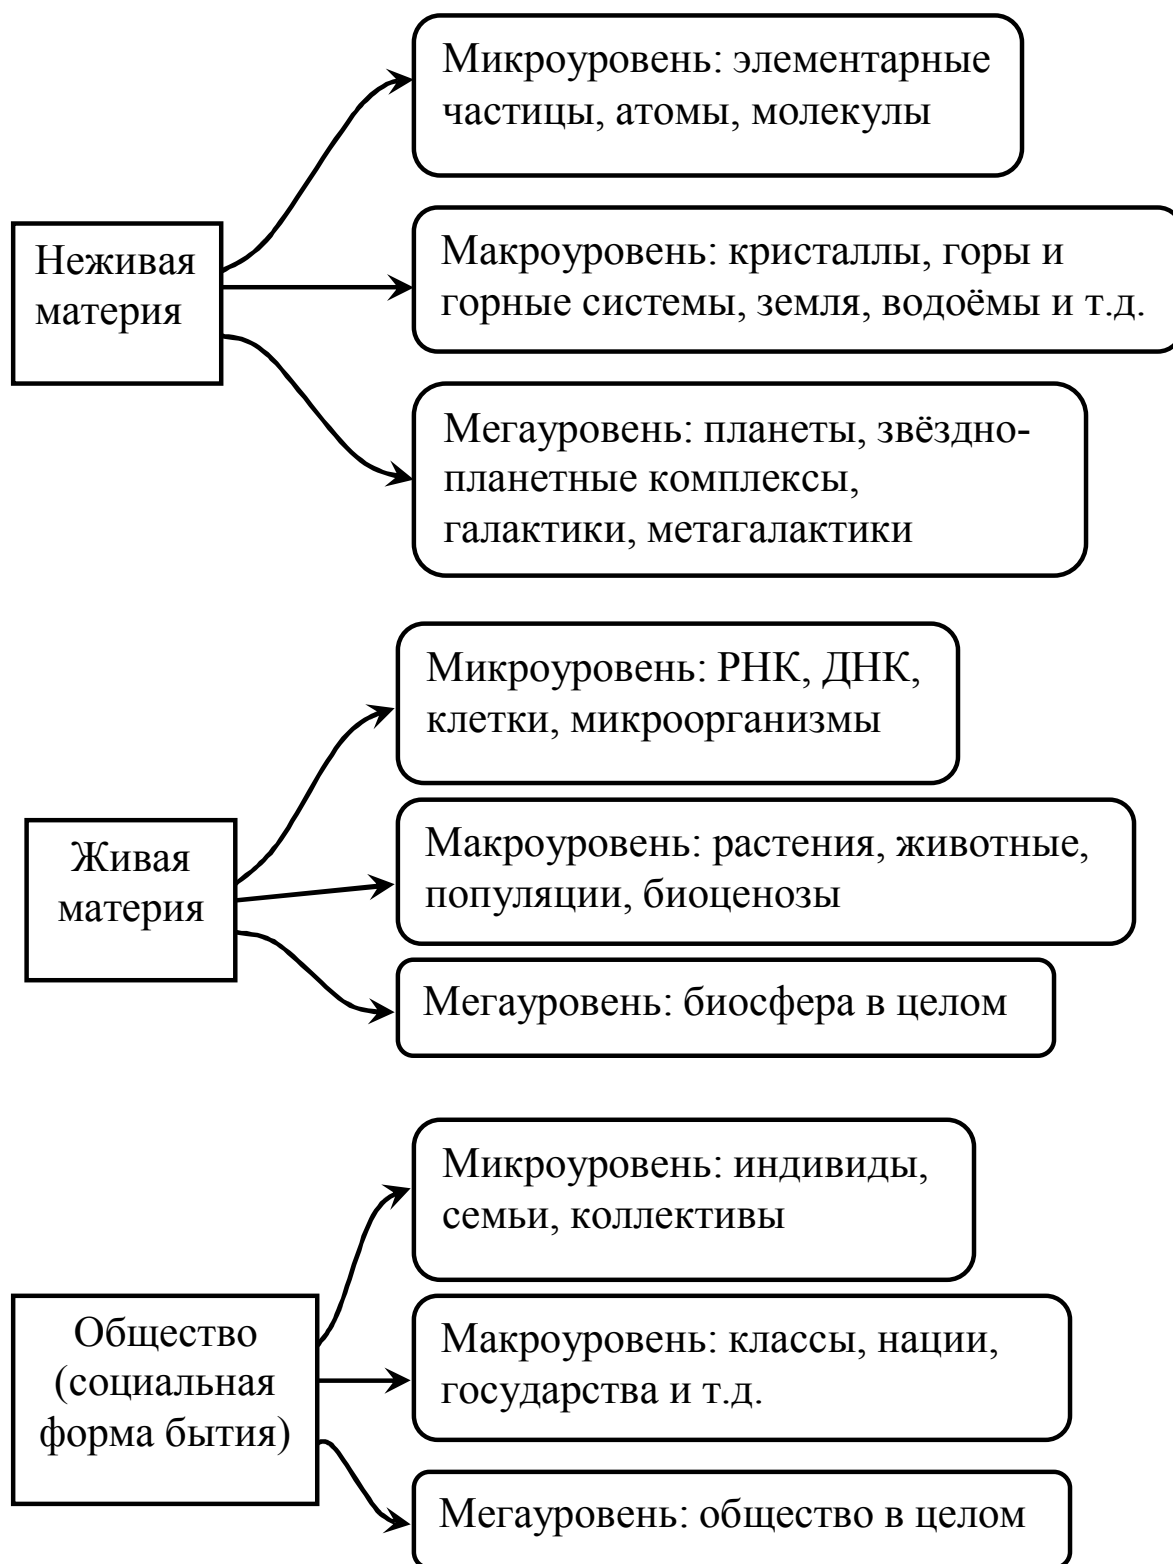 Микроуровень: элементарные
частицы, атомы, молекулы
Неживая
материя
Макроуровень: кристаллы, горы и
горные системы, земля, водоёмы и т.д.
Мегауровень: планеты, звёздно-
планетные комплексы,
галактики, метагалактики
Микроуровень: РНК, ДНК,
клетки, микроорганизмы
Живая
материя
Макроуровень: растения, животные,
популяции, биоценозы
Мегауровень: биосфера в целом
Микроуровень: индивиды,
семьи, коллективы
Общество
(социальная
форма бытия)
Макроуровень: классы, нации,
государства и т.д.
Мегауровень: общество в целом